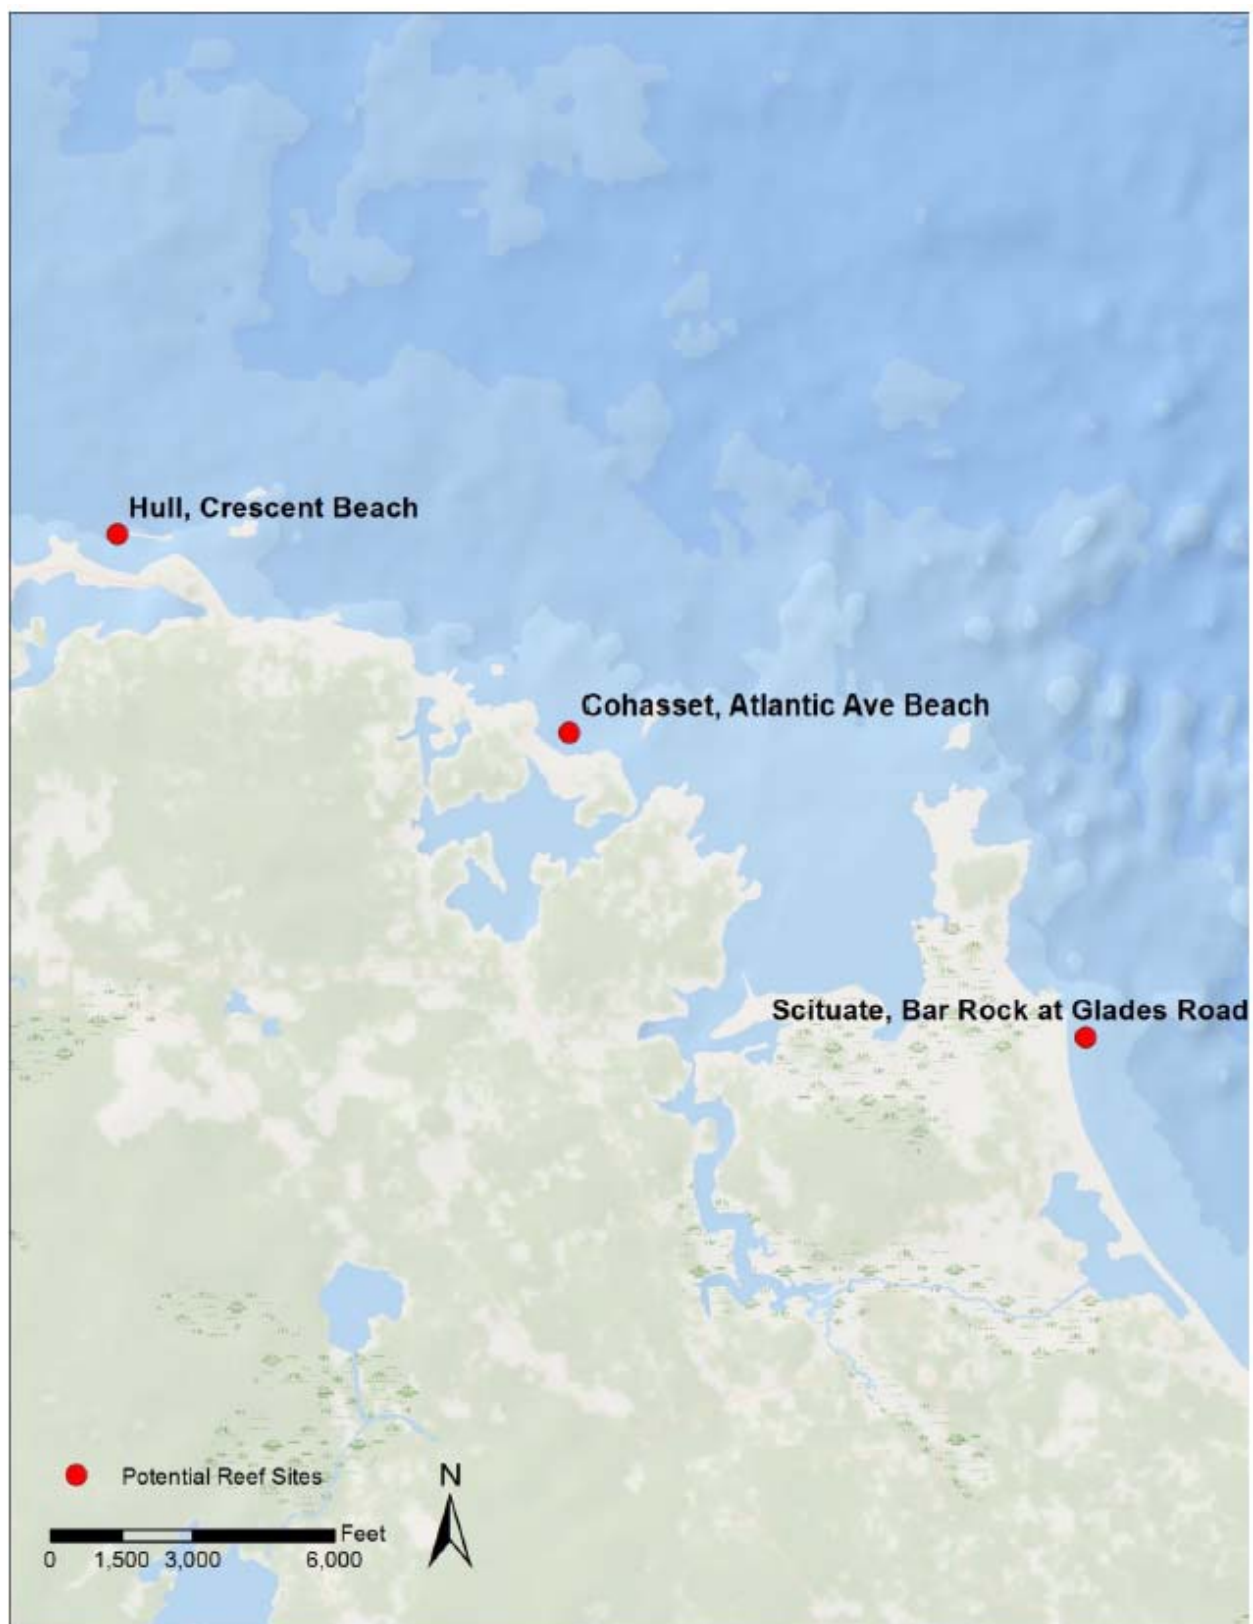 Hull, Crescent Beach
Cohasset, Atlantic Ave Beach
Scituate, Bar Rock at Glades Road
Potential Reef Sites
N
Feet
0 1,500 3,000 6,000